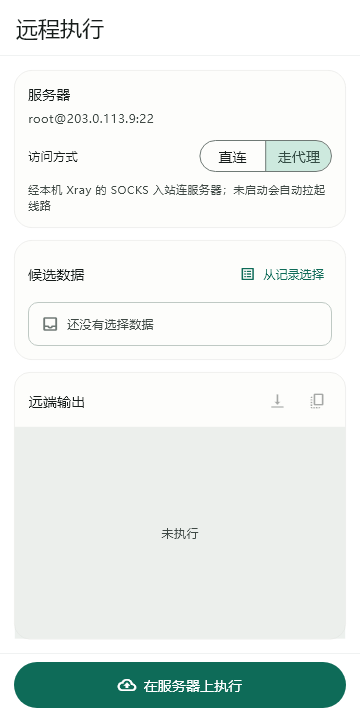 远程执行
服务器
root@203.0.113.9:22
访问方式
直连
走代理
经本机 Xray 的 SOCKS 入站连服务器；未启动会自动拉起
线路
候选数据
从记录选择
还没有选择数据
远端输出
未执行
在服务器上执行